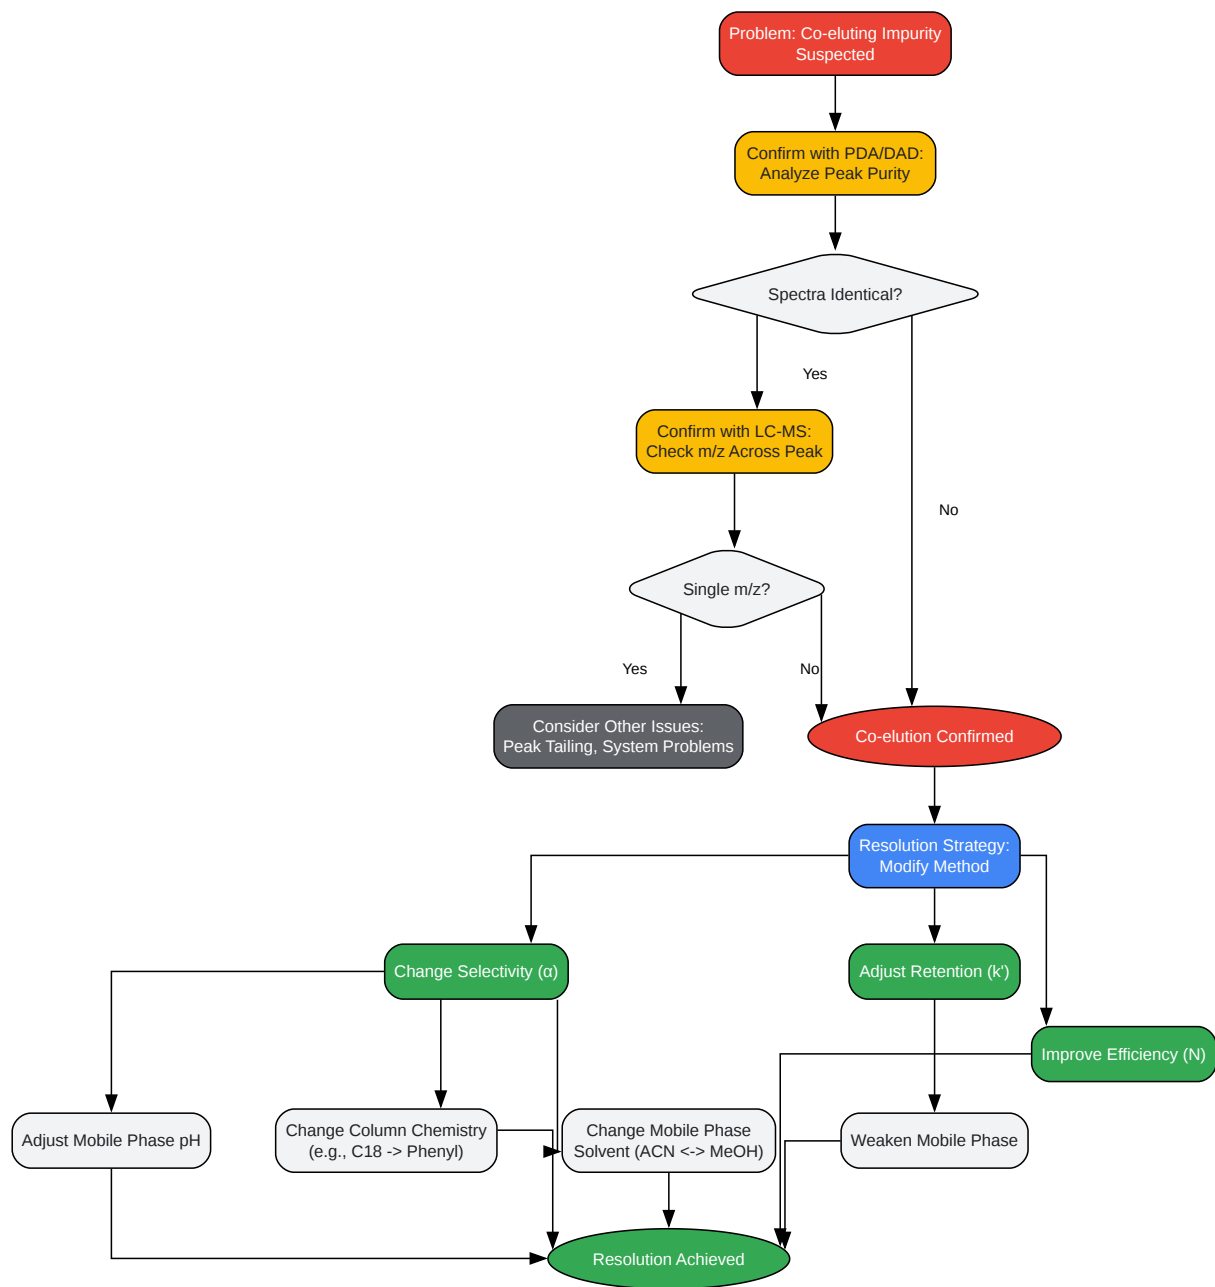 Problem: Co-eluting Impurity
Suspected
Confirm with PDA/DAD:
Analyze Peak Purity
Spectra Identical?
Yes
Confirm with LC-MS:
Check m/z Across Peak
No
Single m/z?
Yes
No
Consider Other Issues:
Peak Tailing, System Problems
Co-elution Confirmed
Resolution Strategy:
Modify Method
Change Selectivity (α)
Adjust Retention (k')
Improve Efficiency (N)
Adjust Mobile Phase pH
Change Column Chemistry
(e.g., C18 -> Phenyl)
Change Mobile Phase
Solvent (ACN <-> MeOH)
Weaken Mobile Phase
Resolution Achieved